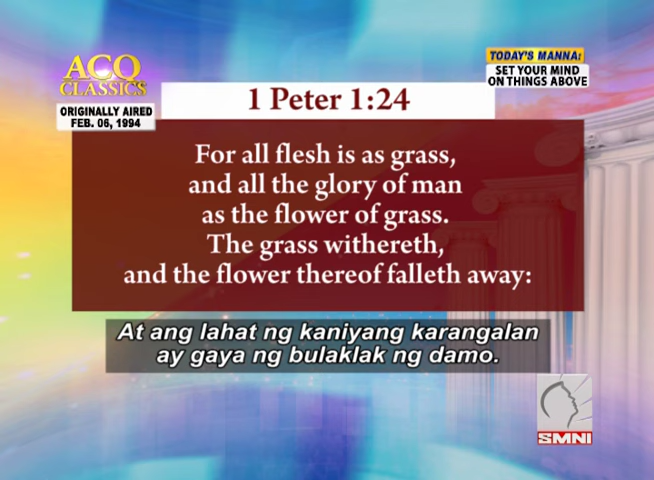 ACQ
CLASSICS
ORIGINALLY AIRED
FEB. 06, 1994
TODAY'S MANNA:
SET YOUR MIND
ON THINGS ABOVE
1 Peter 1:24
For all flesh is as grass,
and all the glory of man
as the flower of grass.
The grass withereth,
and the flower thereof falleth away:
At ang lahat ng kaniyang karangalan
ay gaya ng bulaklak ng damo.
SMNI